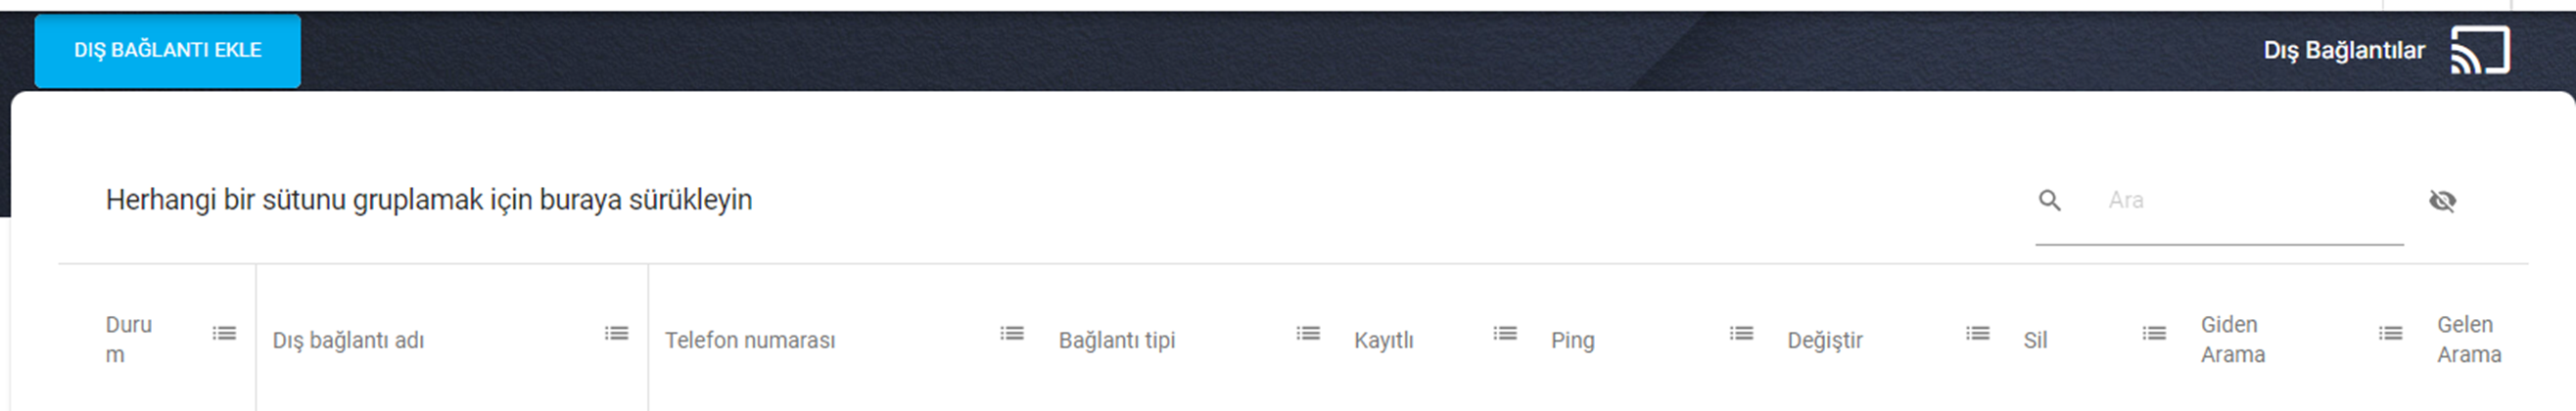 DIŞ BAĞLANTI EKLE
Dış Bağlantılar
Herhangi bir sütunu gruplamak için buraya sürükleyin
Ara
Duru
m
Dış bağlantı adı
Telefon numarası
Bağlantı tipi
Kayıtlı
Ping
Değiştir
Sil
Giden
Arama
Gelen
Arama